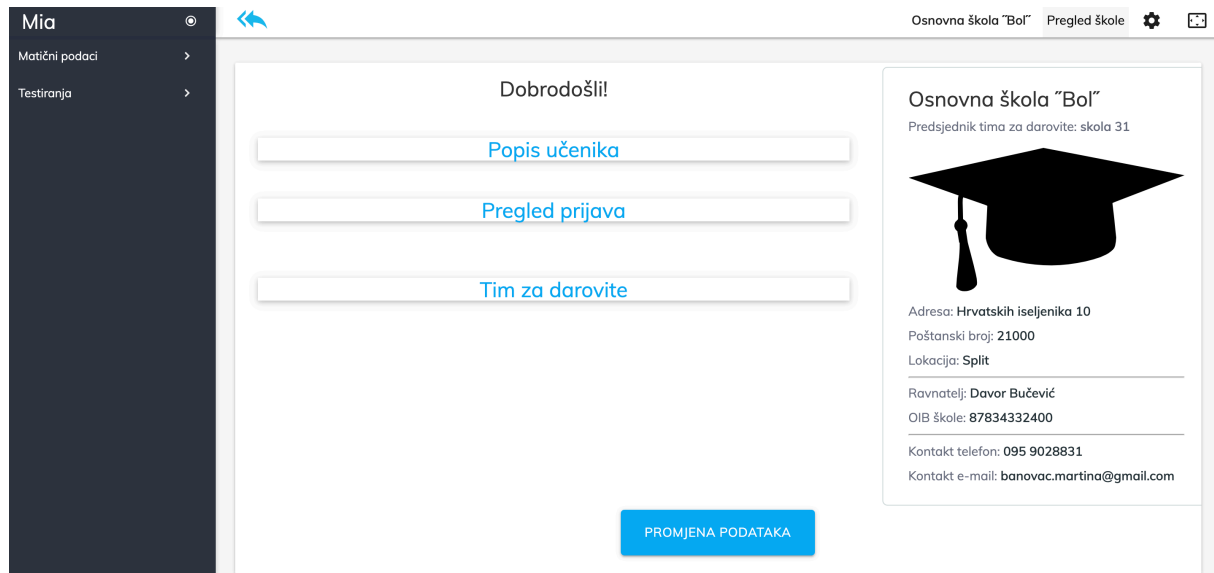 Mia
Osnovna škola ˝Bol˝ Pregled škole
Matični podaci
Testiranja
Dobrodošli!
Popis učenika
Pregled prijava
Tim za darovite
PROMJENA PODATAKA
Osnovna škola ˝Bol˝
Predsjednik tima za darovite: skola 31
Adresa: Hrvatskih iseljenika 10
Poštanski broj: 21000
Lokacija: Split
Ravnatelj: Davor Bučević
OIB škole: 87834332400
Kontakt telefon: 095 9028831
Kontakt e-mail: banovac.martina@gmail.com